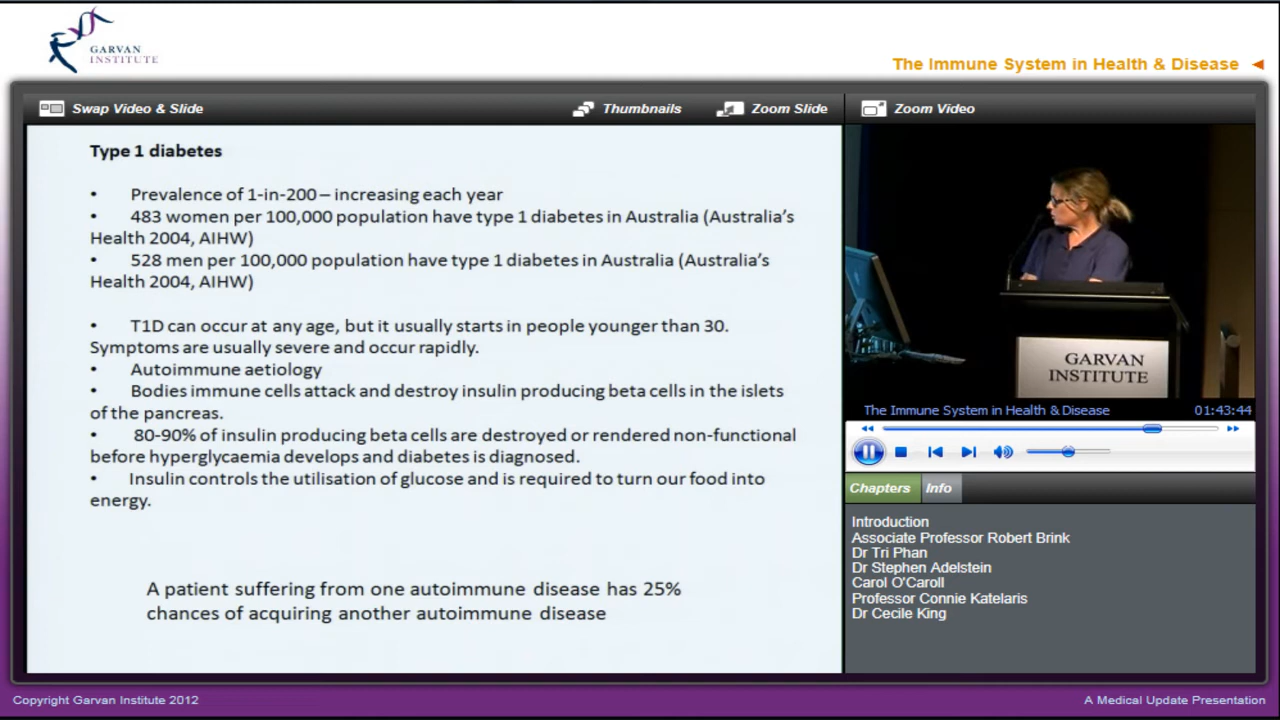 GARVAN
INSTITUTE
The Immune System in Health & Disease
Swap Video & Slide
Thumbnails
Zoom Slide
Zoom Video
Type 1 diabetes
• Prevalence of 1-in-200 – increasing each year
• 483 women per 100,000 population have type 1 diabetes in Australia (Australia's
Health 2004, AIHW)
• 528 men per 100,000 population have type 1 diabetes in Australia (Australia's
Health 2004, AIHW)
• T1D can occur at any age, but it usually starts in people younger than 30.
Symptoms are usually severe and occur rapidly.
• Autoimmune aetiology
• Bodies immune cells attack and destroy insulin producing beta cells in the islets
of the pancreas.
• 80-90% of insulin producing beta cells are destroyed or rendered non-functional
before hyperglycaemia develops and diabetes is diagnosed.
• Insulin controls the utilisation of glucose and is required to turn our food into
energy.
A patient suffering from one autoimmune disease has 25%
chances of acquiring another autoimmune disease
GARVAN
INSTITUTE
The Immune System in Health & Disease
01:43:44
Chapters
Info
Introduction
Associate Professor Robert Brink
Dr Tri Phan
Dr Stephen Adelstein
Carol O'Caroll
Professor Connie Katelaris
Dr Cecile King
Copyright Garvan Institute 2012
A Medical Update Presentation